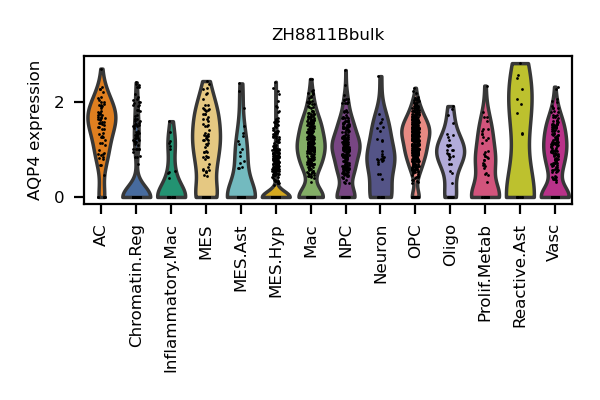 ZH8811Bbulk
AQP4 expression
2
0
AC
Chromatin.Reg
Inflammatory.Mac
MES
MES.Ast
MES.Hyp
Mac
NPC
Neuron
OPC
Oligo
Prolif.Metab
Reactive.Ast
Vasc